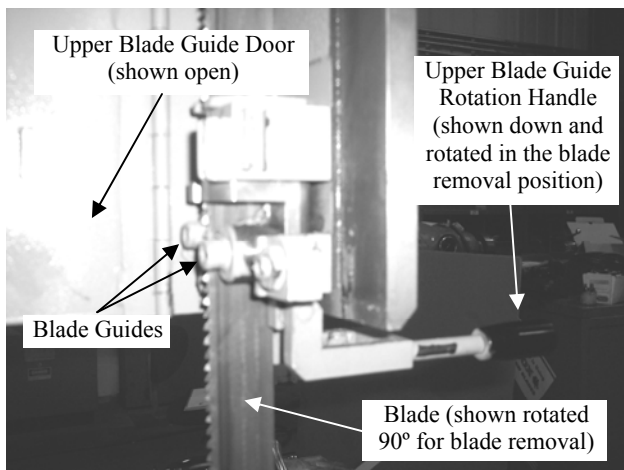 Upper Blade Guide Door
(shown open)
Upper Blade Guide
Rotation Handle
(shown down and
rotated in the blade
removal position)
Blade Guides
Blade (shown rotated
90º for blade removal)